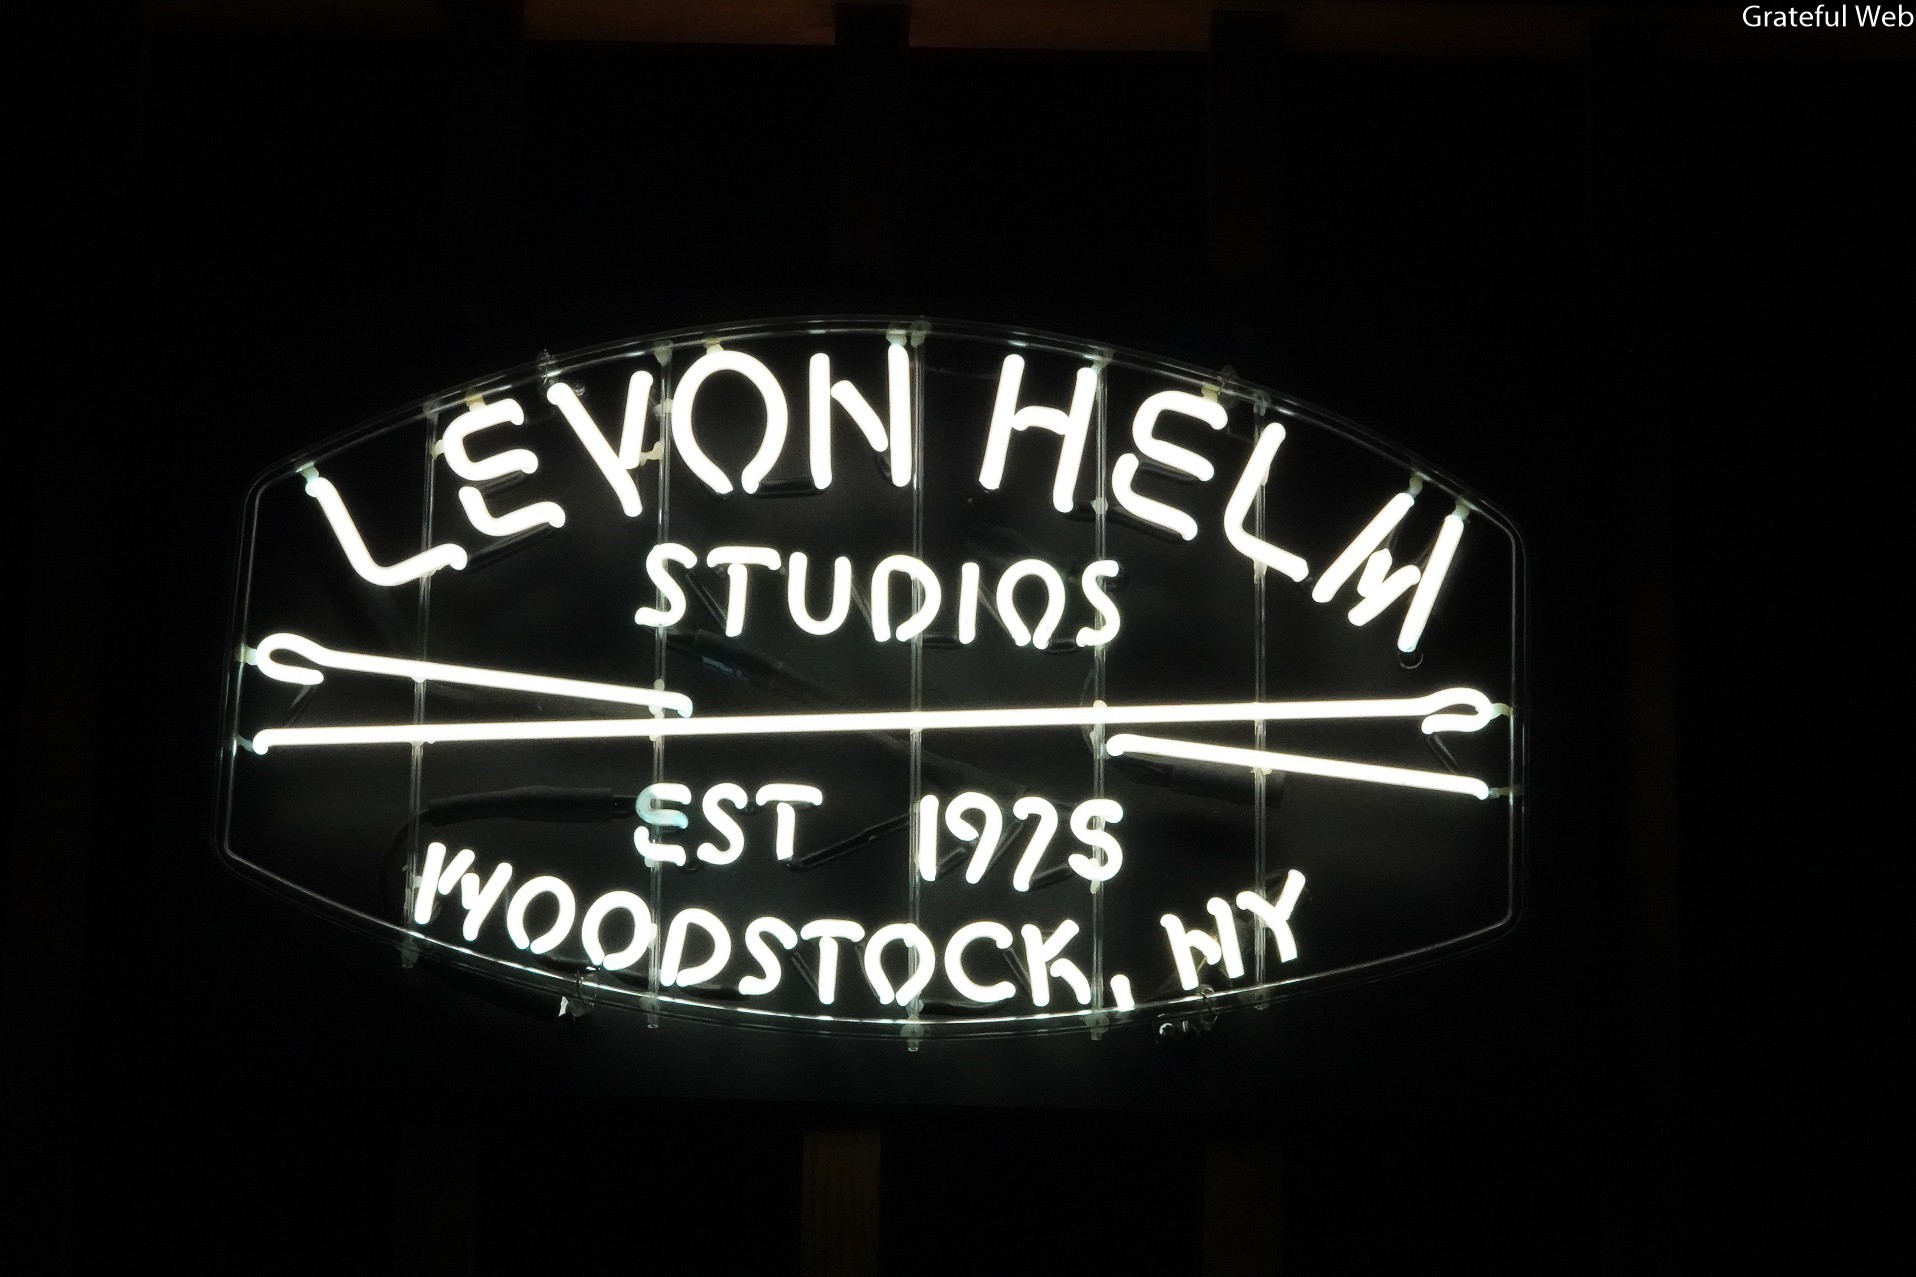 Grateful Web
LEVON HELM
STUDIOS
EST 1975
WOODSTOCK, NY